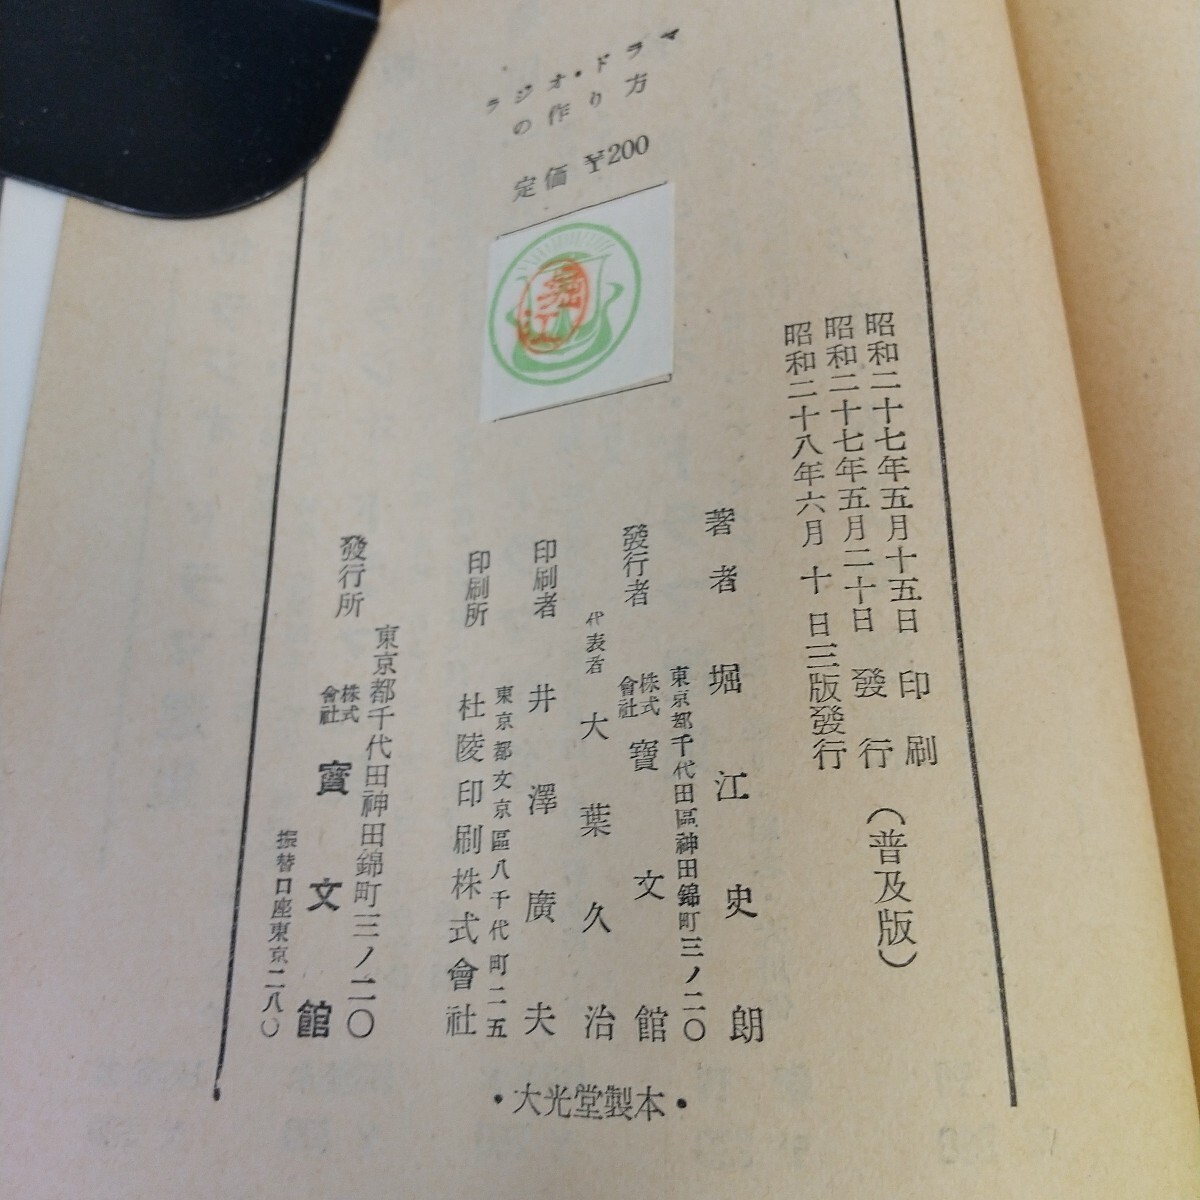 ラジオ・ドラマ
の作り方
定価 ¥200
堀江
昭和二十七年五月十五日 印刷
昭和二十七年五月二十日 發行
昭和二十八年六月十日三版發行
（普及版）
著者 堀江史朗
東京都千代田區神田錦町三ノ二〇
發行者 株式會社 寶文館
代表者 大葉久治
印刷者 井澤廣夫
東京都文京區八千代町二五
印刷所 杜陵印刷株式會社
東京都千代田神田錦町三ノ二〇
發行所 株式會社 寳文館
振替口座東京二八〇
・大光堂製本・